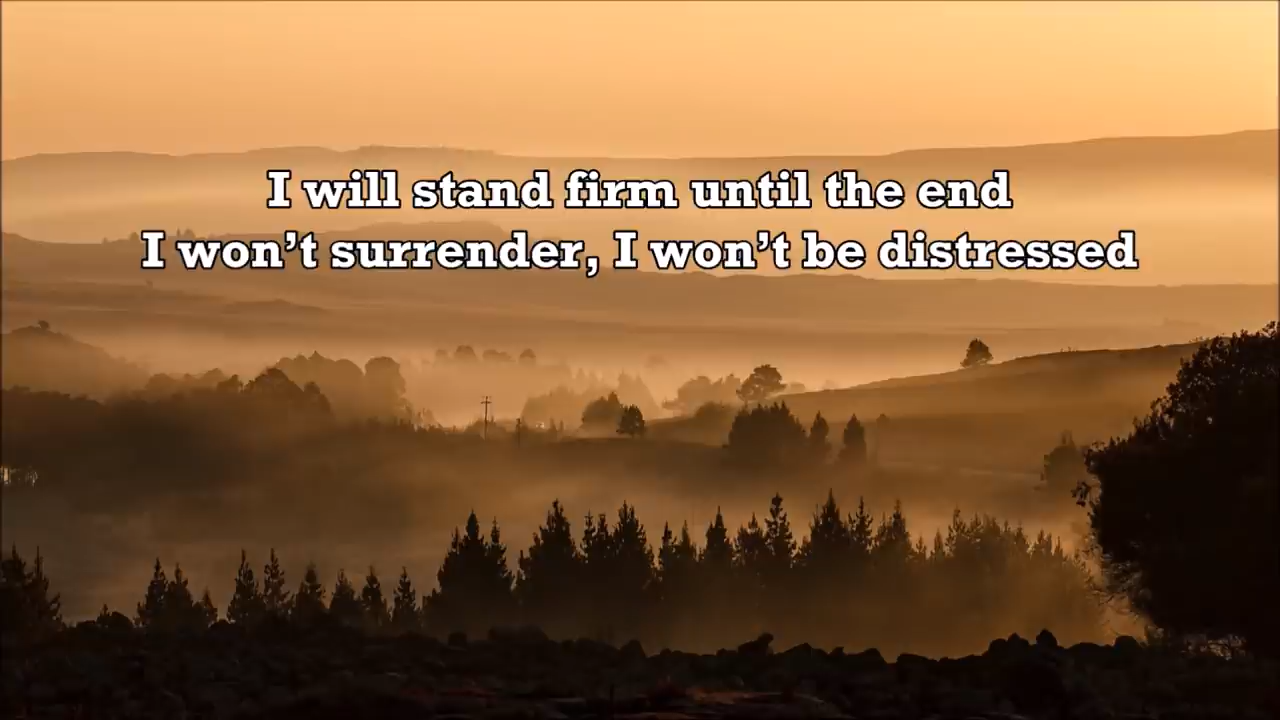 I will stand firm until the end
I won’t surrender, I won’t be distressed